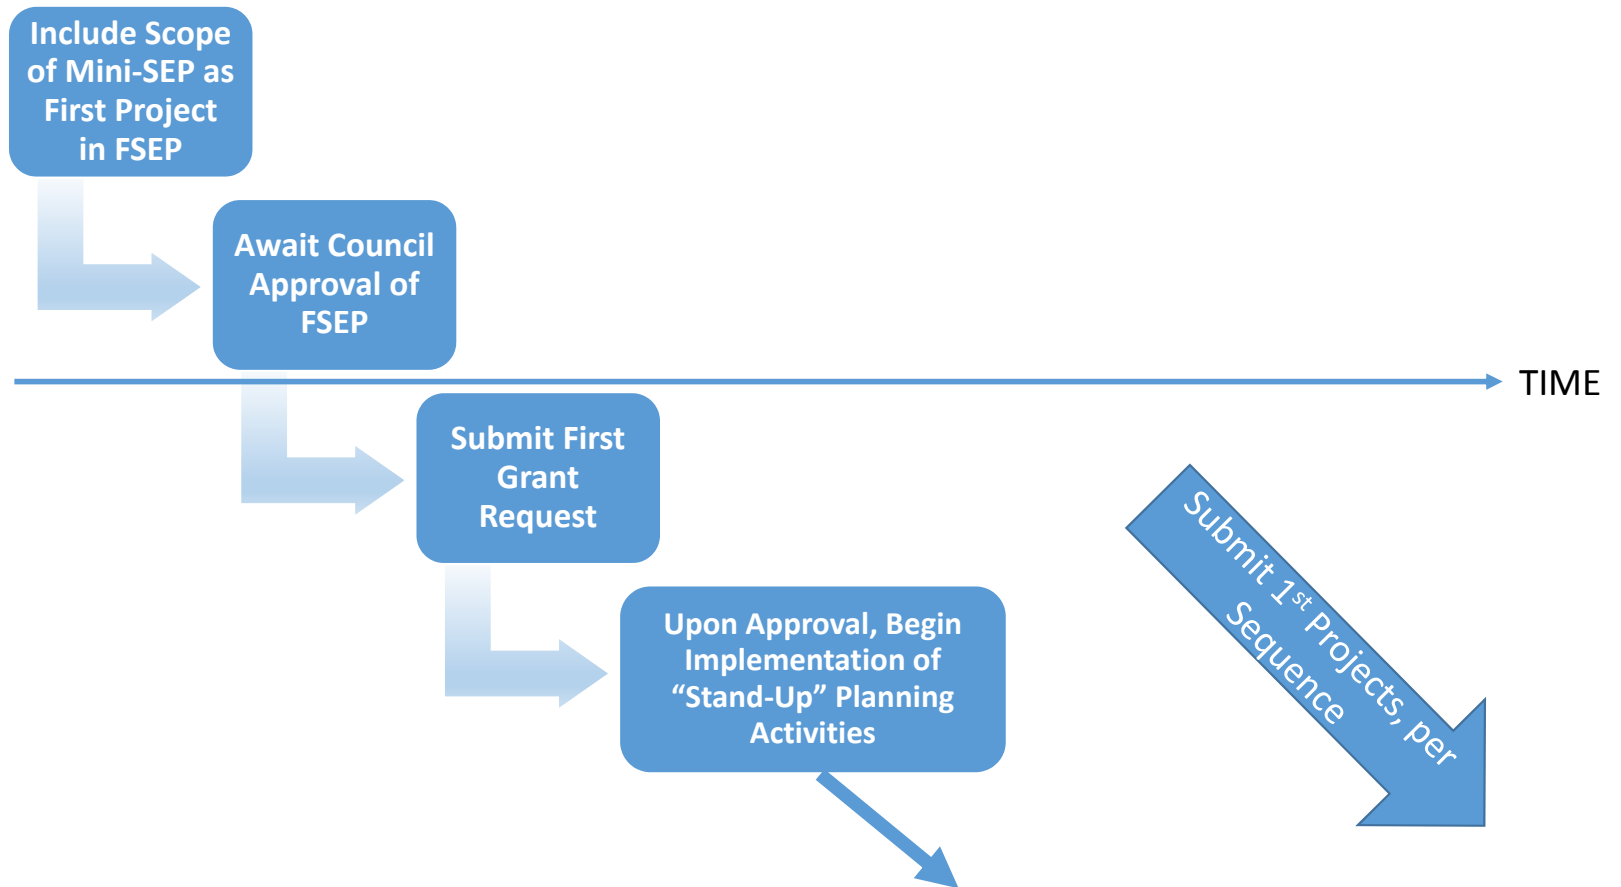 Include Scope
of Mini-SEP as
First Project
in FSEP
Await Council
Approval of
FSEP
TIME
Submit First
Grant
Request
Upon Approval, Begin
Implementation of
“Stand-Up” Planning
Activities
Submit 1st Projects, per
Sequence